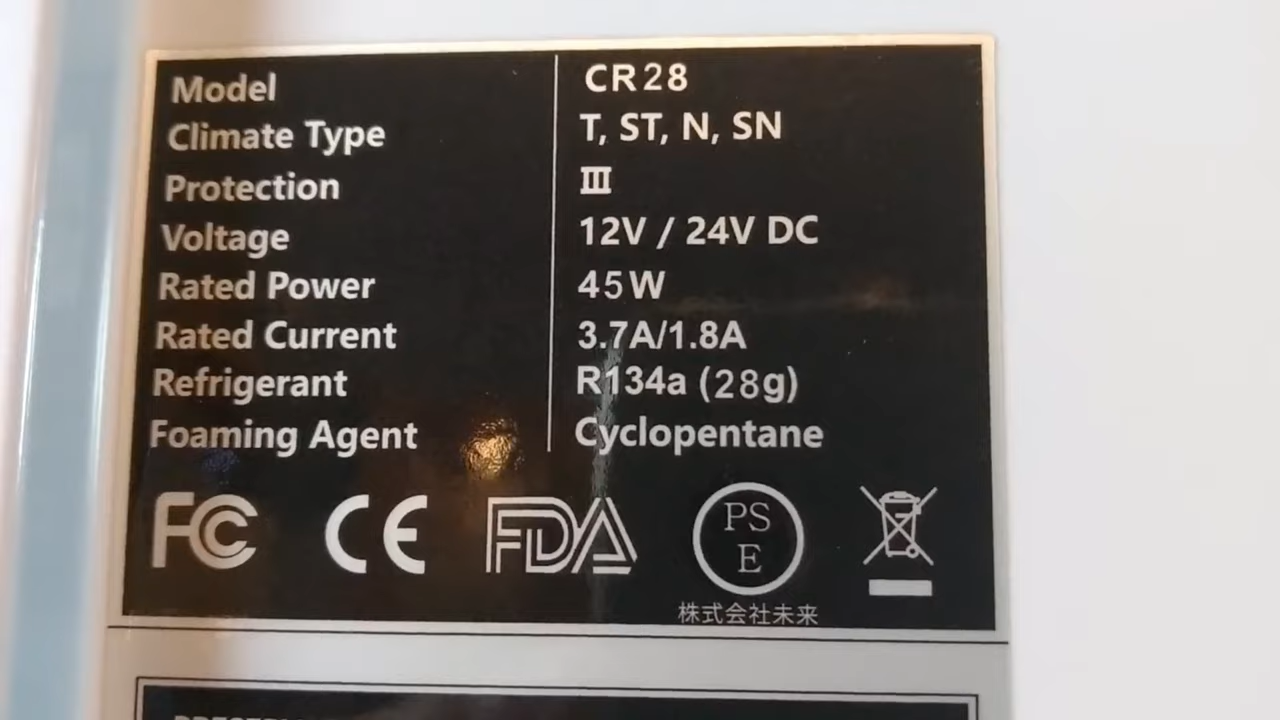 Model CR28
Climate Type T, ST, N, SN
Protection III
Voltage 12V / 24V DC
Rated Power 45W
Rated Current 3.7A/1.8A
Refrigerant R134a (28g)
Foaming Agent Cyclopentane
FC CE FDA PS E
株式会社未来